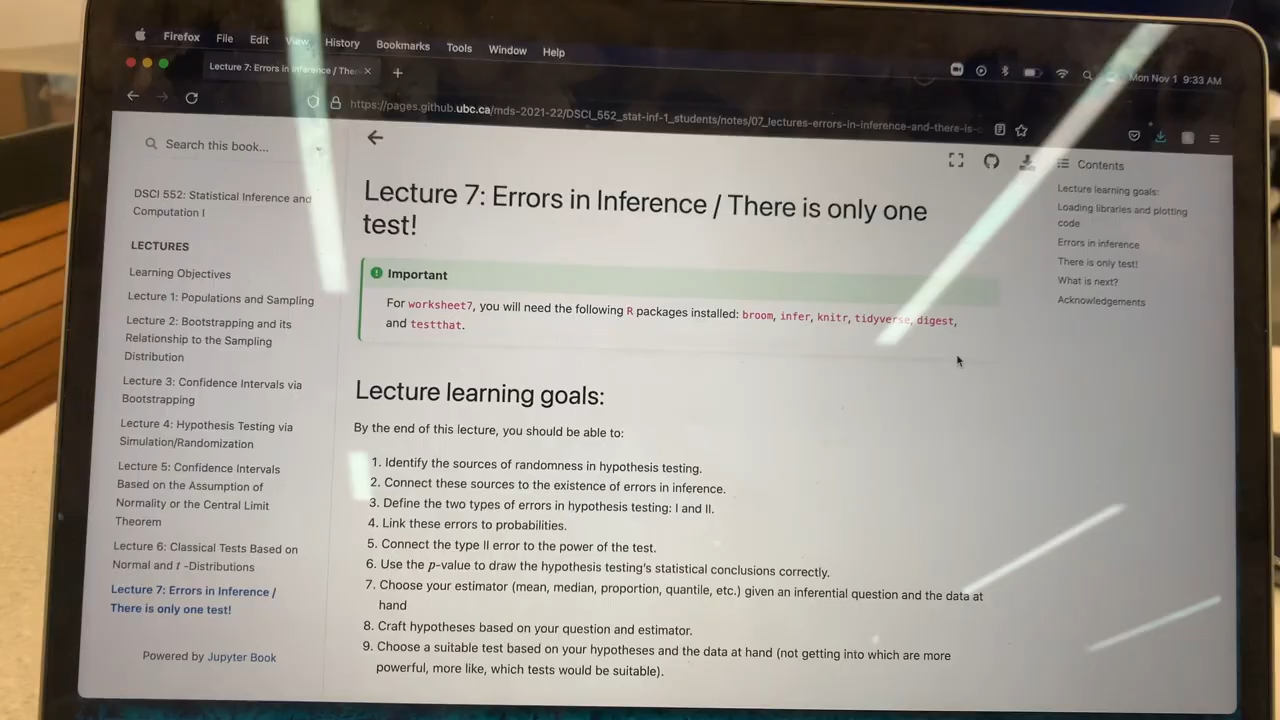 Firefox File Edit View History Bookmarks Tools Window Help
Mon Nov 1 9:33 AM
Lecture 7: Errors in Inference / Ther
https://pages.github.ubc.ca/mds-2021-22/DSCI_552_stat-inf-1_students/notes/07_lectures-errors-in-inference-and-there-is-
Search this book...
DSCI 552: Statistical Inference and
Computation I
LECTURES
Learning Objectives
Lecture 1: Populations and Sampling
Lecture 2: Bootstrapping and its
Relationship to the Sampling
Distribution
Lecture 3: Confidence Intervals via
Bootstrapping
Lecture 4: Hypothesis Testing via
Simulation/Randomization
Lecture 5: Confidence Intervals
Based on the Assumption of
Normality or the Central Limit
Theorem
Lecture 6: Classical Tests Based on
Normal and t -Distributions
Lecture 7: Errors in Inference /
There is only one test!
Powered by Jupyter Book
Lecture 7: Errors in Inference / There is only one
test!
Important
For worksheet7, you will need the following R packages installed: broom, infer, knitr, tidyverse, digest,
and testthat.
Lecture learning goals:
By the end of this lecture, you should be able to:
1. Identify the sources of randomness in hypothesis testing.
2. Connect these sources to the existence of errors in inference.
3. Define the two types of errors in hypothesis testing: I and II.
4. Link these errors to probabilities.
5. Connect the type II error to the power of the test.
6. Use the p-value to draw the hypothesis testing's statistical conclusions correctly.
7. Choose your estimator (mean, median, proportion, quantile, etc.) given an inferential question and the data at
hand
8. Craft hypotheses based on your question and estimator.
9. Choose a suitable test based on your hypotheses and the data at hand (not getting into which are more
powerful, more like, which tests would be suitable).
Contents
Lecture learning goals:
Loading libraries and plotting
code
Errors in inference
There is only test!
What is next?
Acknowledgements